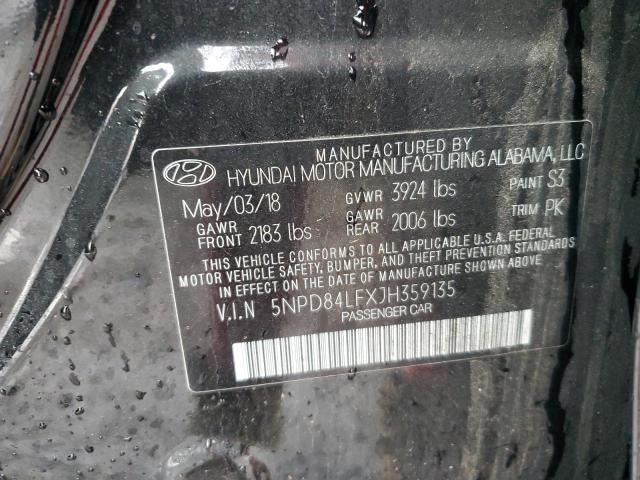 MANUFACTURED BY
HYUNDAI MOTOR MANUFACTURING ALABAMA, LLC
May/03/18 GVWR 3924 lbs PAINT S3
GAWR FRONT 2183 lbs GAWR REAR 2006 lbs TRIM PK
THIS VEHICLE CONFORMS TO ALL APPLICABLE U.S.A. FEDERAL
MOTOR VEHICLE SAFETY, BUMPER, AND THEFT PREVENTION STANDARDS
IN EFFECT ON THE DATE OF MANUFACTURE SHOWN ABOVE.
V.I.N 5NPD84LFXJH359135
PASSENGER CAR